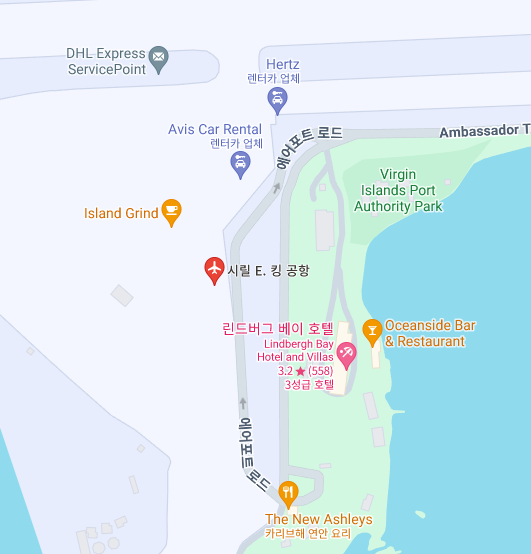 DHL Express
ServicePoint
Hertz
렌터카 업체
에어포트 로드
Ambassador T
Avis Car Rental
렌터카 업체
Virgin
Islands Port
Authority Park
Island Grind
시릴 E. 킹 공항
린드버그 베이 호텔
Lindbergh Bay
Hotel and Villas
3.2★(558)
3성급 호텔
Oceanside Bar
& Restaurant
에어포트 로드
The New Ashleys
카리브해 연안 요리